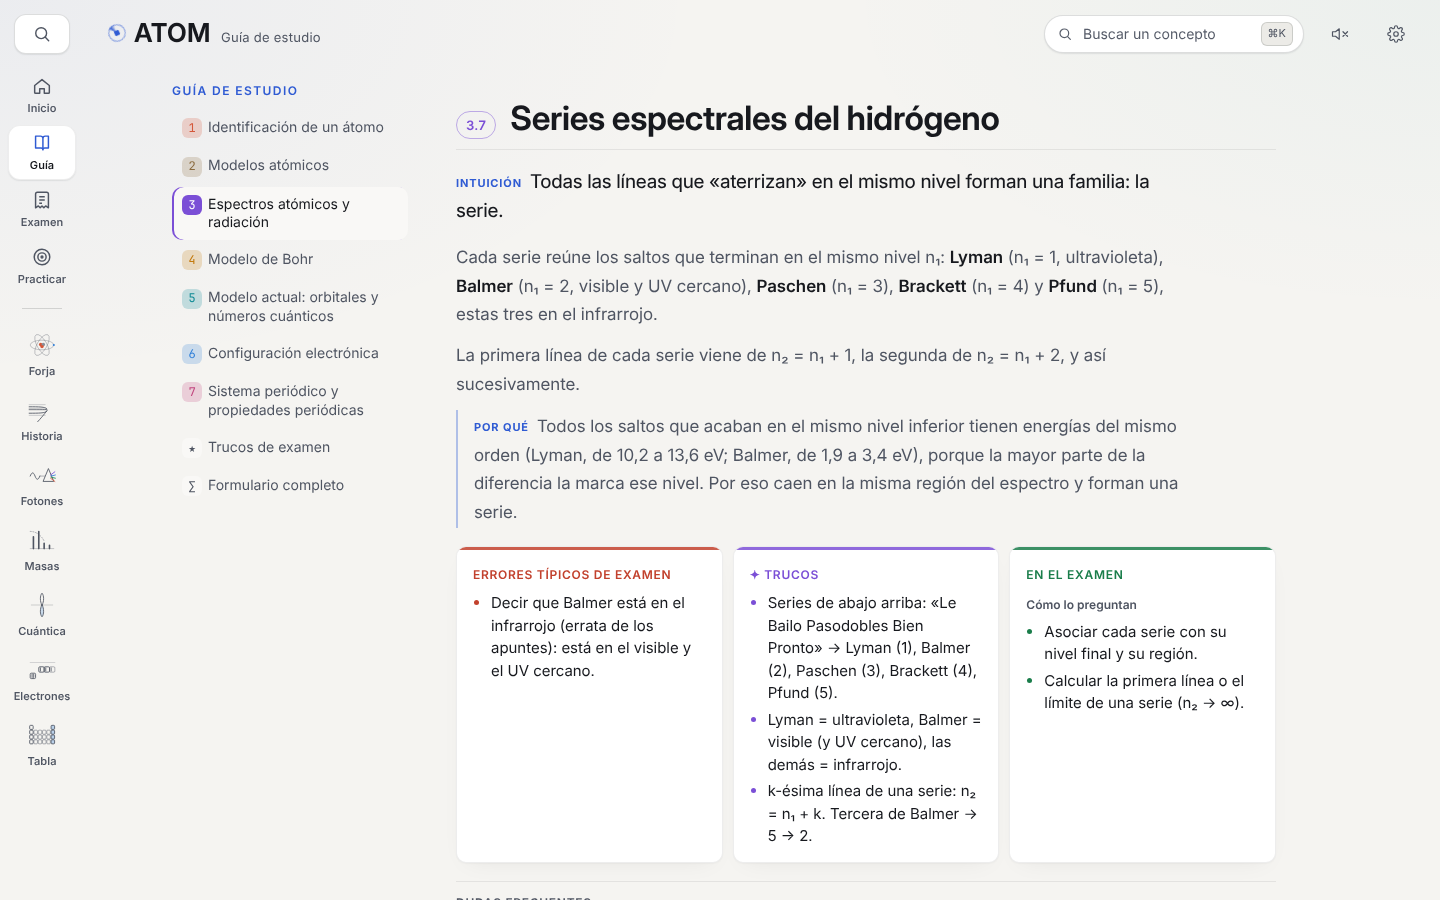 ATOM Guía de estudio
Buscar un concepto ⌘K
Inicio
Guía
Examen
Practicar
Forja
Historia
Fotones
Masas
Cuántica
Electrones
Tabla
GUÍA DE ESTUDIO
1 Identificación de un átomo
2 Modelos atómicos
3 Espectros atómicos y
radiación
4 Modelo de Bohr
5 Modelo actual: orbitales y
números cuánticos
6 Configuración electrónica
7 Sistema periódico y
propiedades periódicas
★ Trucos de examen
∑ Formulario completo
3.7 Series espectrales del hidrógeno
INTUICIÓN Todas las líneas que «aterrizan» en el mismo nivel forman una familia: la
serie.
Cada serie reúne los saltos que terminan en el mismo nivel n₁: Lyman (n₁ = 1, ultravioleta),
Balmer (n₁ = 2, visible y UV cercano), Paschen (n₁ = 3), Brackett (n₁ = 4) y Pfund (n₁ = 5),
estas tres en el infrarrojo.
La primera línea de cada serie viene de n₂ = n₁ + 1, la segunda de n₂ = n₁ + 2, y así
sucesivamente.
POR QUÉ Todos los saltos que acaban en el mismo nivel inferior tienen energías del mismo
orden (Lyman, de 10,2 a 13,6 eV; Balmer, de 1,9 a 3,4 eV), porque la mayor parte de la
diferencia la marca ese nivel. Por eso caen en la misma región del espectro y forman una
serie.
ERRORES TÍPICOS DE EXAMEN
• Decir que Balmer está en el
infrarrojo (errata de los
apuntes): está en el visible y
el UV cercano.
✦ TRUCOS
• Series de abajo arriba: «Le
Bailo Pasodobles Bien
Pronto» → Lyman (1), Balmer
(2), Paschen (3), Brackett (4),
Pfund (5).
• Lyman = ultravioleta, Balmer =
visible (y UV cercano), las
demás = infrarrojo.
• k-ésima línea de una serie: n₂
= n₁ + k. Tercera de Balmer →
5 → 2.
EN EL EXAMEN
Cómo lo preguntan
• Asociar cada serie con su
nivel final y su región.
• Calcular la primera línea o el
límite de una serie (n₂ → ∞).
DUDAS FRECUENTES